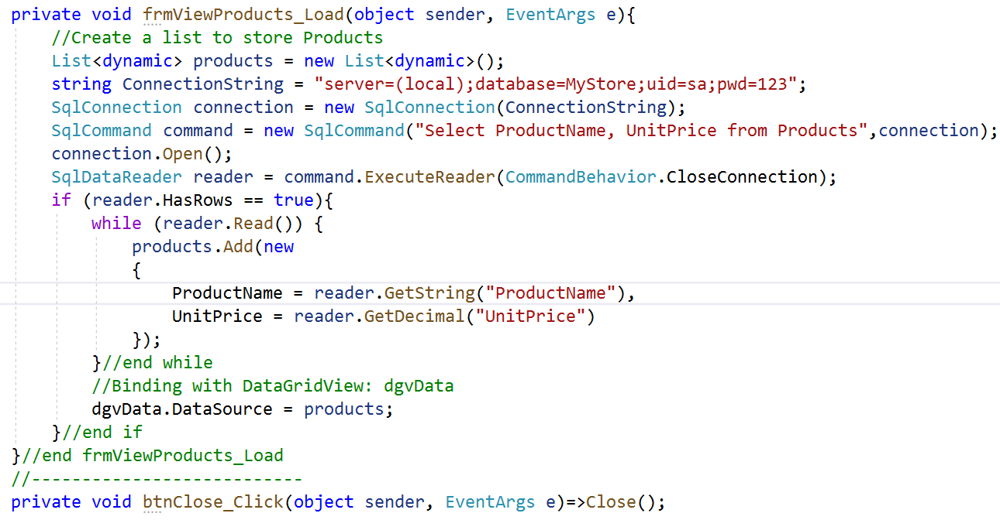 private void frmViewProducts_Load(object sender, EventArgs e){
//Create a list to store Products
List<dynamic> products = new List<dynamic>();
string ConnectionString = "server=(local);database=MyStore;uid=sa;pwd=123";
SqlConnection connection = new SqlConnection(ConnectionString);
SqlCommand command = new SqlCommand("Select ProductName, UnitPrice from Products",connection);
connection.Open();
SqlDataReader reader = command.ExecuteReader(CommandBehavior.CloseConnection);
if (reader.HasRows == true){
while (reader.Read()) {
products.Add(new
{
ProductName = reader.GetString("ProductName"),
UnitPrice = reader.GetDecimal("UnitPrice")
});
}//end while
//Binding with DataGridView: dgvData
dgvData.DataSource = products;
}//end if
}//end frmViewProducts_Load
//---------------------------
private void btnClose_Click(object sender, EventArgs e)=>Close();